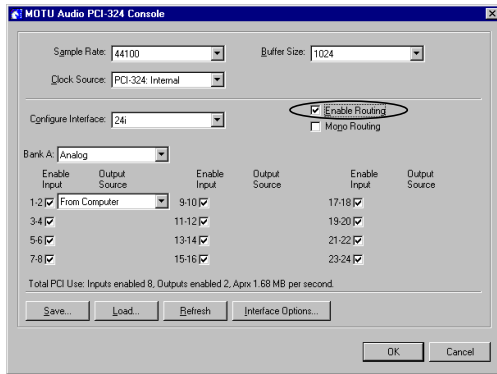 MOTU Audio PCI-324 Console
Sample Rate: 44100 Buffer Size: 1024
Clock Source: PCI-324: Internal
Configure Interface: 24i Enable Routing
Mono Routing
Bank A: Analog
Enable Input Output Source Enable Input Output Source Enable Input Output Source
1-2 From Computer 9-10 17-18
3-4 11-12 19-20
5-6 13-14 21-22
7-8 15-16 23-24
Total PCI Use: Inputs enabled 8, Outputs enabled 2, Aprx 1.68 MB per second.
Save... Load... Refresh Interface Options...
OK Cancel